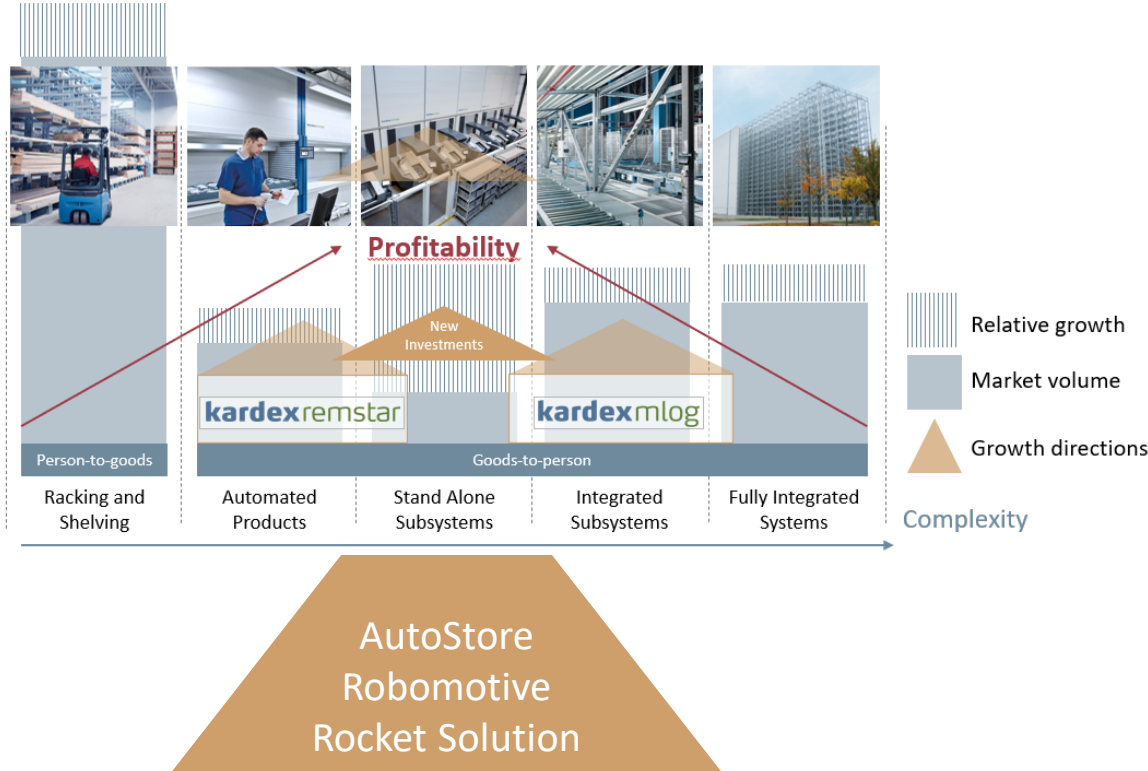 Profitability
New
Investments
kardexremstar
kardexmlog
Person-to-goods
Goods-to-person
Racking and
Shelving
Automated
Products
Stand Alone
Subsystems
Integrated
Subsystems
Fully Integrated
Systems
Relative growth
Market volume
Growth directions
Complexity
AutoStore
Robomotive
Rocket Solution